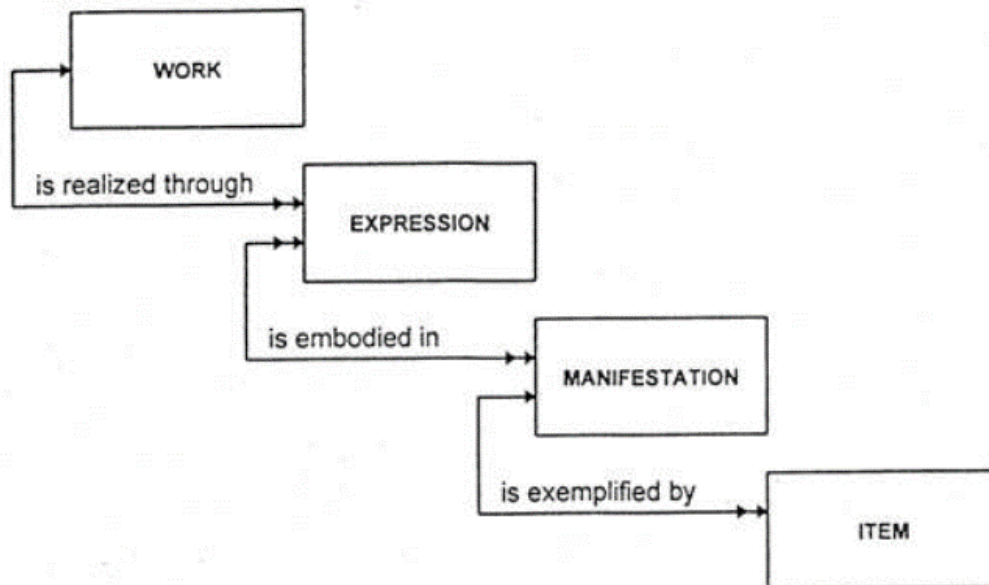 WORK
is realized through
EXPRESSION
is embodied in
MANIFESTATION
is exemplified by
ITEM